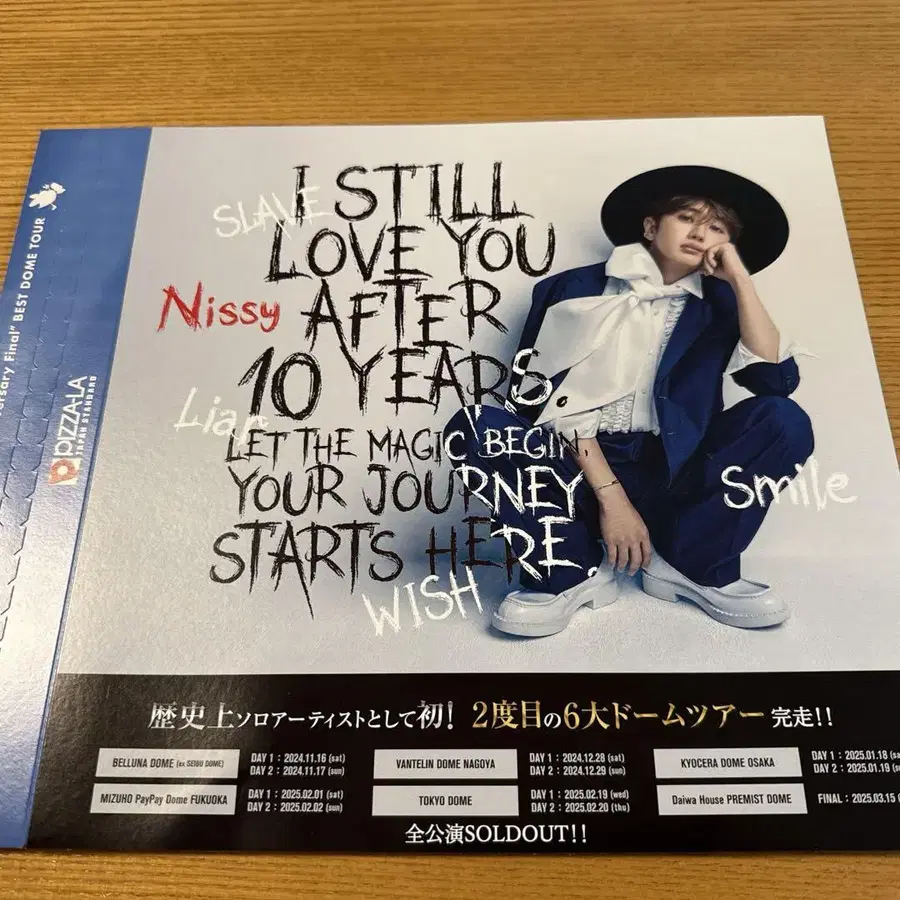 I STILL
LOVE YOU
AFTER
10 YEARS.
LET THE MAGIC BEGIN,
YOUR JOURNEY
STARTS HERE.
SLAVE
Nissy
Liar
Smile
WISH
Final" BEST DOME TOUR
PIZZA-LA
JAPAN STANDARD
歴史上ソロアーティストとして初! 2度目の6大ドームツアー 完走!!
BELLUNA DOME (ex SEIBU DOME)
DAY 1 : 2024.11.16 (sat)
DAY 2 : 2024.11.17 (sun)
VANTELIN DOME NAGOYA
DAY 1 : 2024.12.28 (sat)
DAY 2 : 2024.12.29 (sun)
KYOCERA DOME OSAKA
DAY 1 : 2025.01.18
DAY 2 : 2025.01.19
MIZUHO PayPay Dome FUKUOKA
DAY 1 : 2025.02.01 (sat)
DAY 2 : 2025.02.02 (sun)
TOKYO DOME
DAY 1 : 2025.02.19 (wed)
DAY 2 : 2025.02.20 (thu)
Daiwa House PREMIST DOME
FINAL : 2025.03.15
全公演SOLDOUT!!